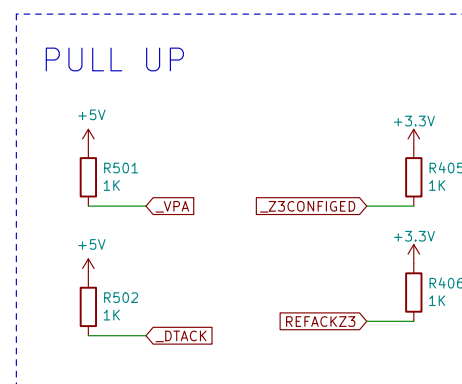 PULL UP
+5V
R501
1K
_VPA
+3.3V
R405
1K
_Z3CONFIGED
+5V
R502
1K
_DTACK
+3.3V
R406
1K
REFACKZ3